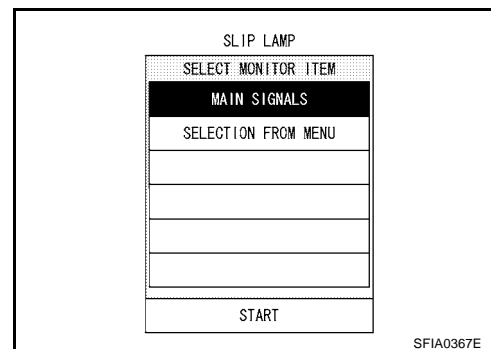 SLIP LAMP
SELECT MONITOR ITEM
MAIN SIGNALS
SELECTION FROM MENU
START
SFIA0367E